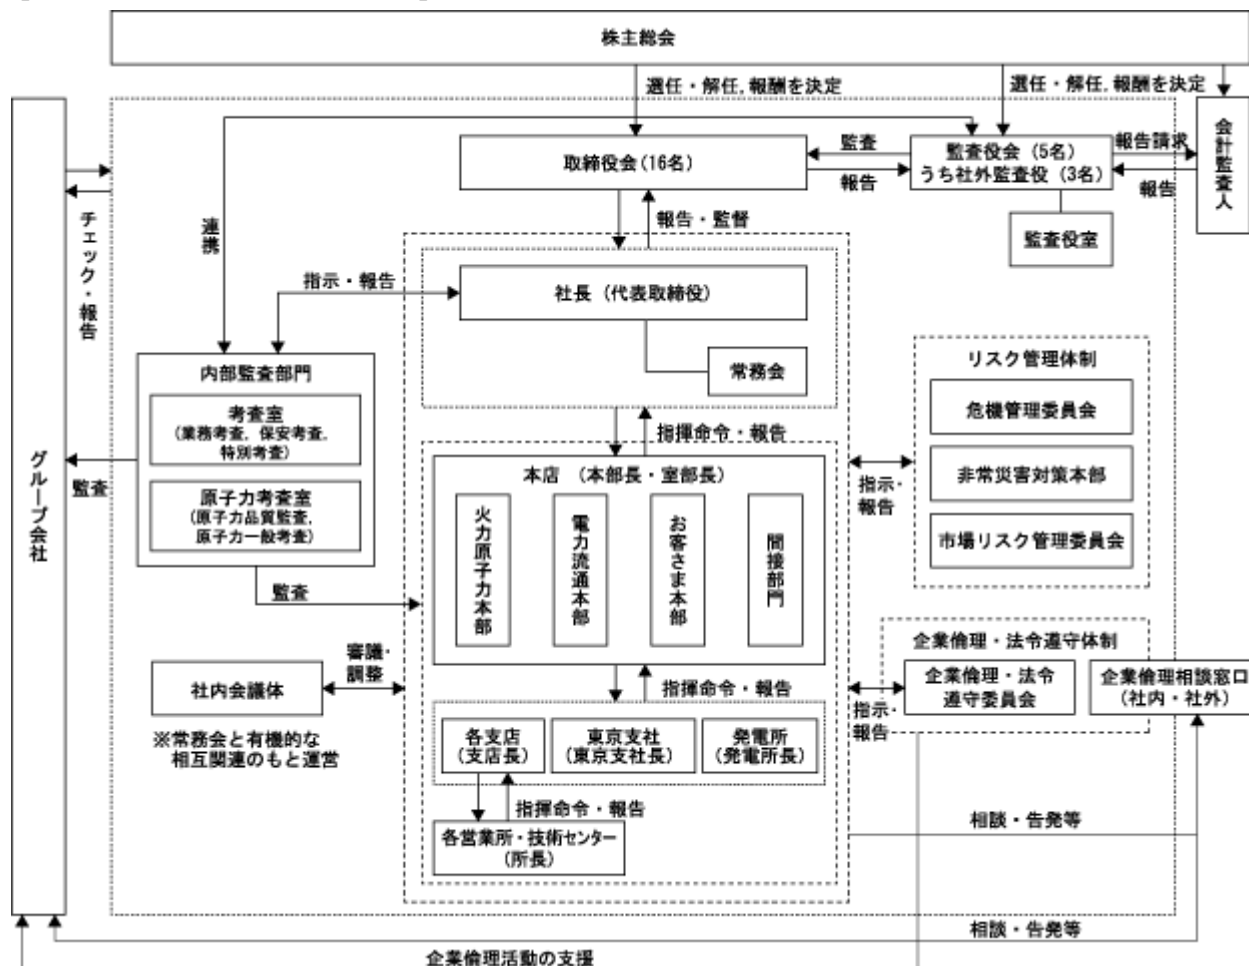 株主総会
選任・解任,報酬を決定
選任・解任,報酬を決定
取締役会(16名)
監査
報告
監査役会(5名)
うち社外監査役(3名)
報告請求
報告
会計監査人
監査役室
連携
報告・監督
チェック・報告
指示・報告
社長(代表取締役)
常務会
内部監査部門
考査室
(業務考査, 保安考査,
特別考査)
原子力考査室
(原子力品質監査,
原子力一般考査)
監査
グループ会社
監査
指揮命令・報告
本店 (本部長・室部長)
火力原子力本部
電力流通本部
お客さま本部
間接部門
リスク管理体制
危機管理委員会
非常災害対策本部
市場リスク管理委員会
指示・
報告
審議・
調整
社内会議体
※常務会と有機的な
相互関連のもと運営
指揮命令・報告
各支店
(支店長)
東京支社
(東京支社長)
発電所
(発電所長)
指揮命令・報告
各営業所・技術センター
(所長)
企業倫理・法令遵守体制
企業倫理・法令
遵守委員会
企業倫理相談窓口
(社内・社外)
指示・
報告
相談・告発等
相談・告発等
企業倫理活動の支援